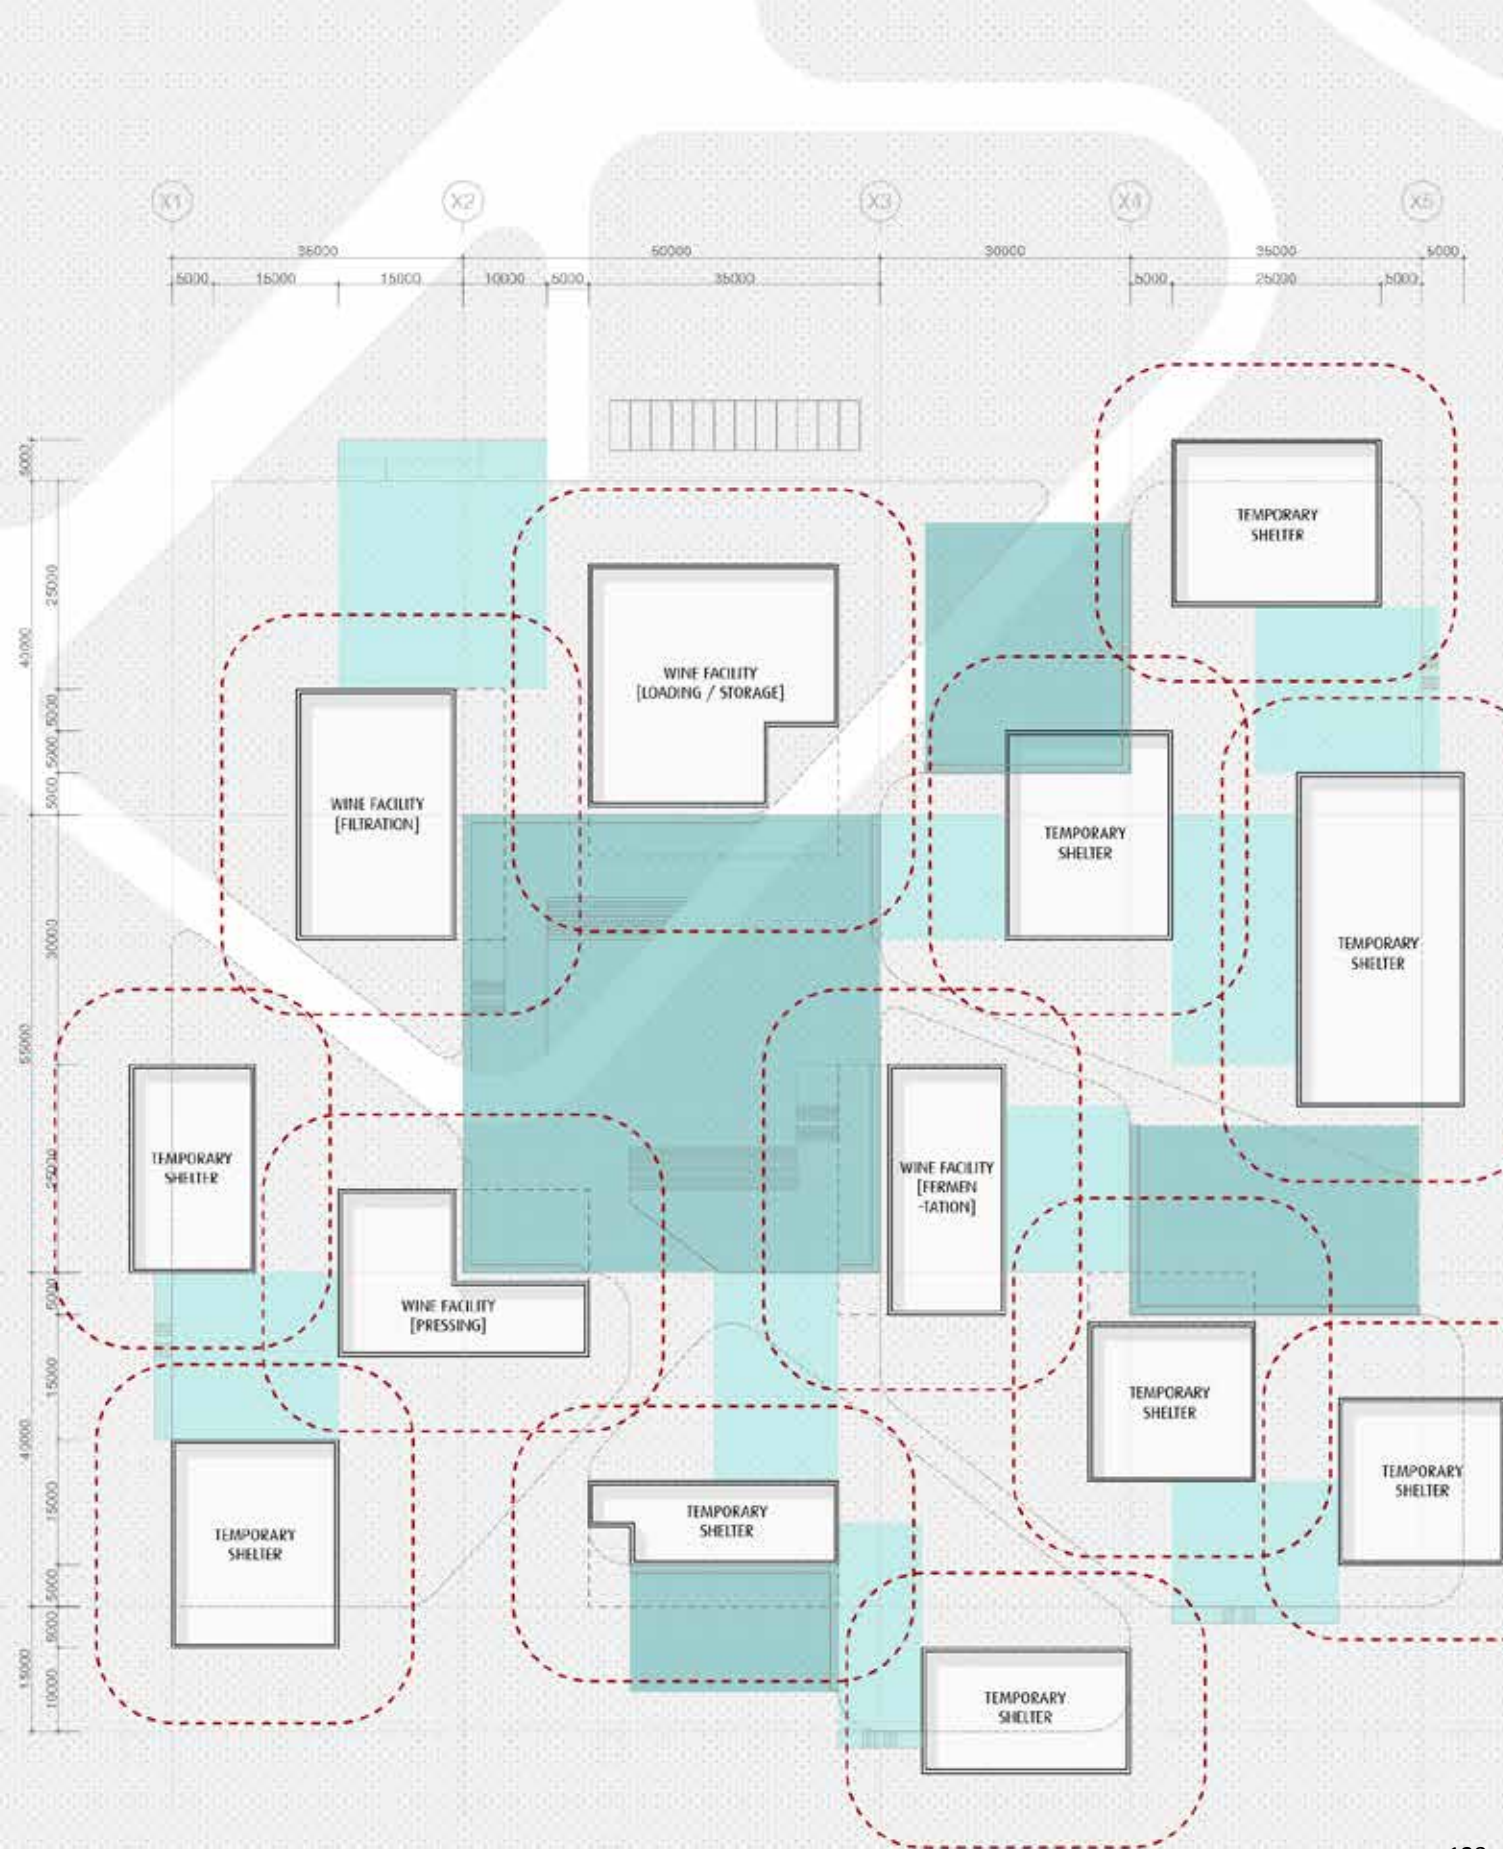 X1
X2
X3
X4
X5
35000
50000
30000
35000
5000
5000
15000
15000
10000
5000
35000
5000
25000
5000
5000
25000
40000
5000
5000
5000
30000
55000
25000
5000
15000
40000
15000
5000
5000
15000
10000
TEMPORARY
SHELTER
WINE FACILITY
[LOADING / STORAGE]
WINE FACILITY
[FILTRATION]
TEMPORARY
SHELTER
TEMPORARY
SHELTER
TEMPORARY
SHELTER
WINE FACILITY
[FERMEN
-TATION]
WINE FACILITY
[PRESSING]
TEMPORARY
SHELTER
TEMPORARY
SHELTER
TEMPORARY
SHELTER
TEMPORARY
SHELTER
TEMPORARY
SHELTER